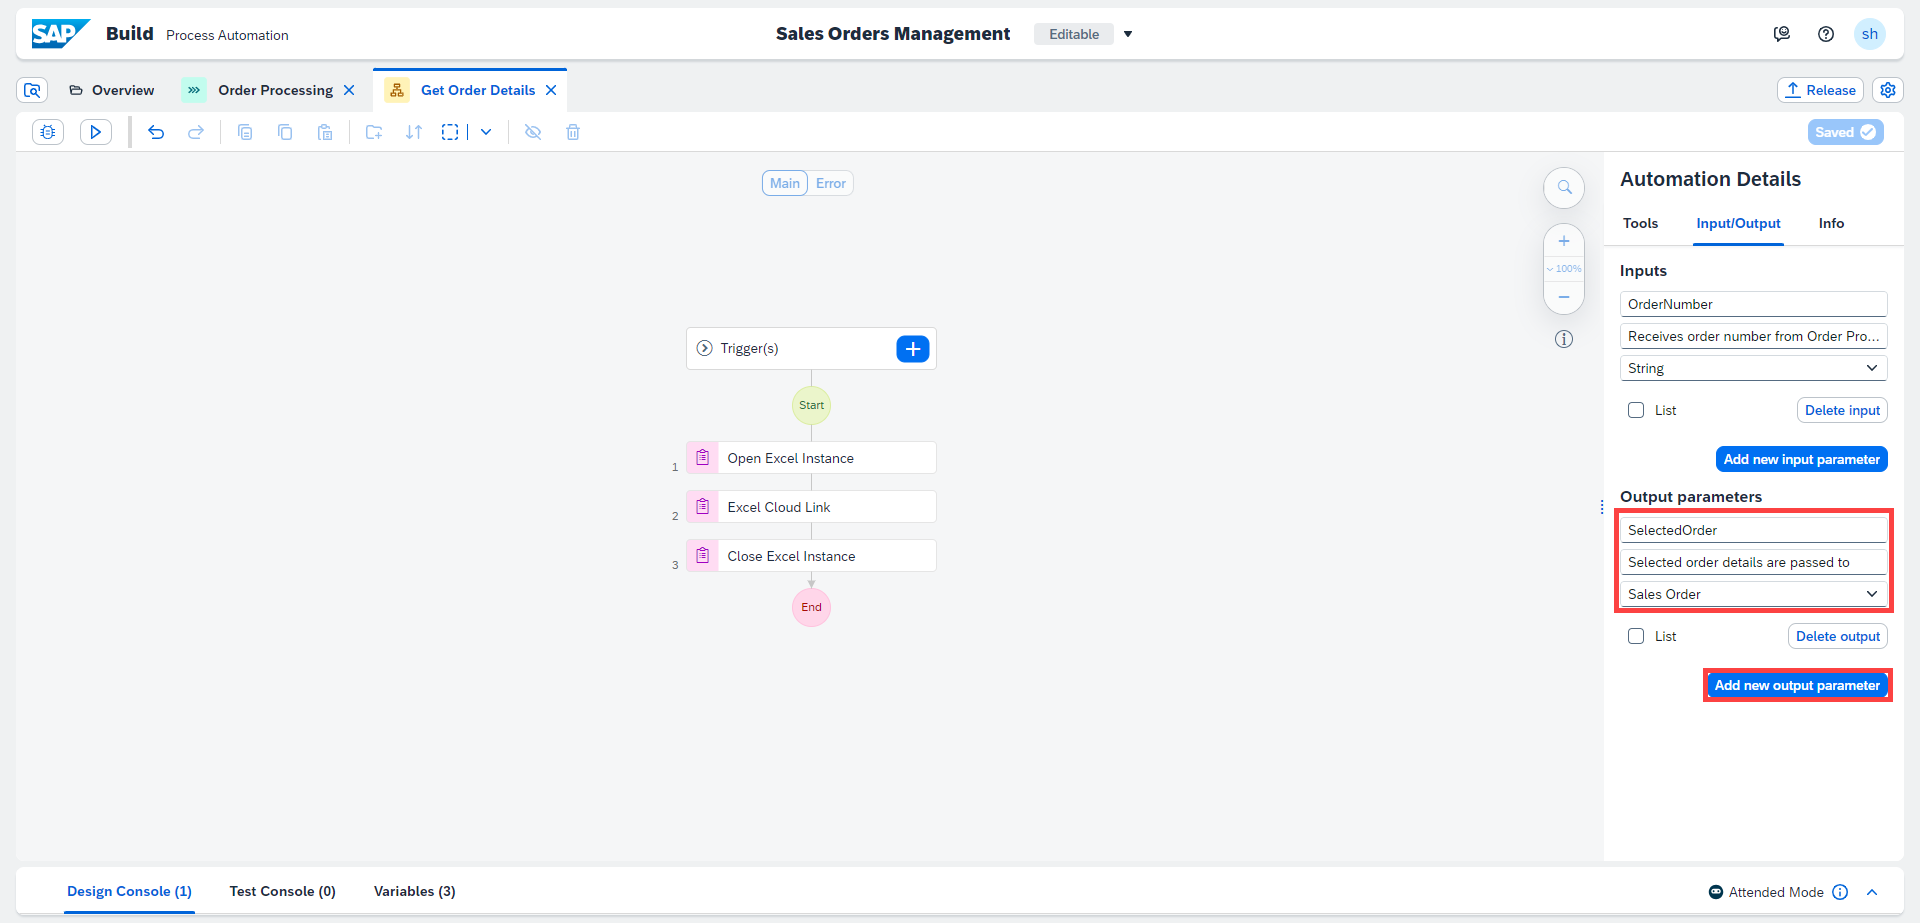 SAP Build Process Automation
Sales Orders Management
Editable
sh
Overview
Order Processing
Get Order Details
Release
Saved
Main
Error
100%
Trigger(s)
Start
1 Open Excel Instance
2 Excel Cloud Link
3 Close Excel Instance
End
Automation Details
Tools
Input/Output
Info
Inputs
OrderNumber
Receives order number from Order Pro...
String
List
Delete input
Add new input parameter
Output parameters
SelectedOrder
Selected order details are passed to
Sales Order
List
Delete output
Add new output parameter
Design Console (1)
Test Console (0)
Variables (3)
Attended Mode